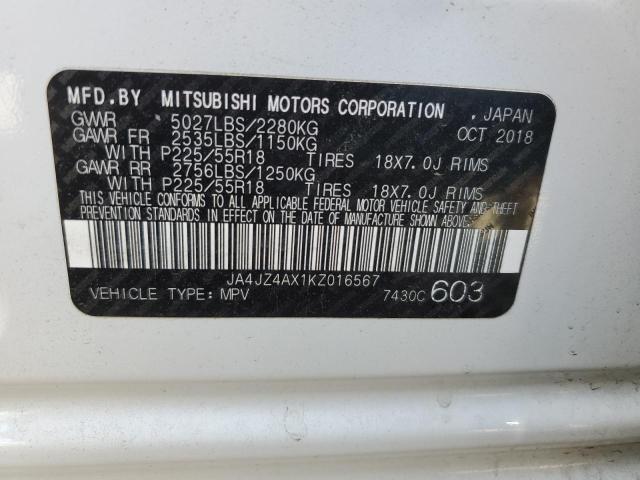 MFD.BY MITSUBISHI MOTORS CORPORATION , JAPAN
GVWR 5027LBS/2280KG OCT 2018
GAWR FR 2535LBS/1150KG
WITH P225/55R18 TIRES 18X7.0J RIMS
GAWR RR 2756LBS/1250KG
WITH P225/55R18 TIRES 18X7.0J RIMS
THIS VEHICLE CONFORMS TO ALL APPLICABLE FEDERAL MOTOR VEHICLE SAFETY AND THEFT
PREVENTION STANDARDS IN EFFECT ON THE DATE OF MANUFACTURE SHOWN ABOVE.
JA4JZ4AX1KZ016567
VEHICLE TYPE: MPV 7430C 603